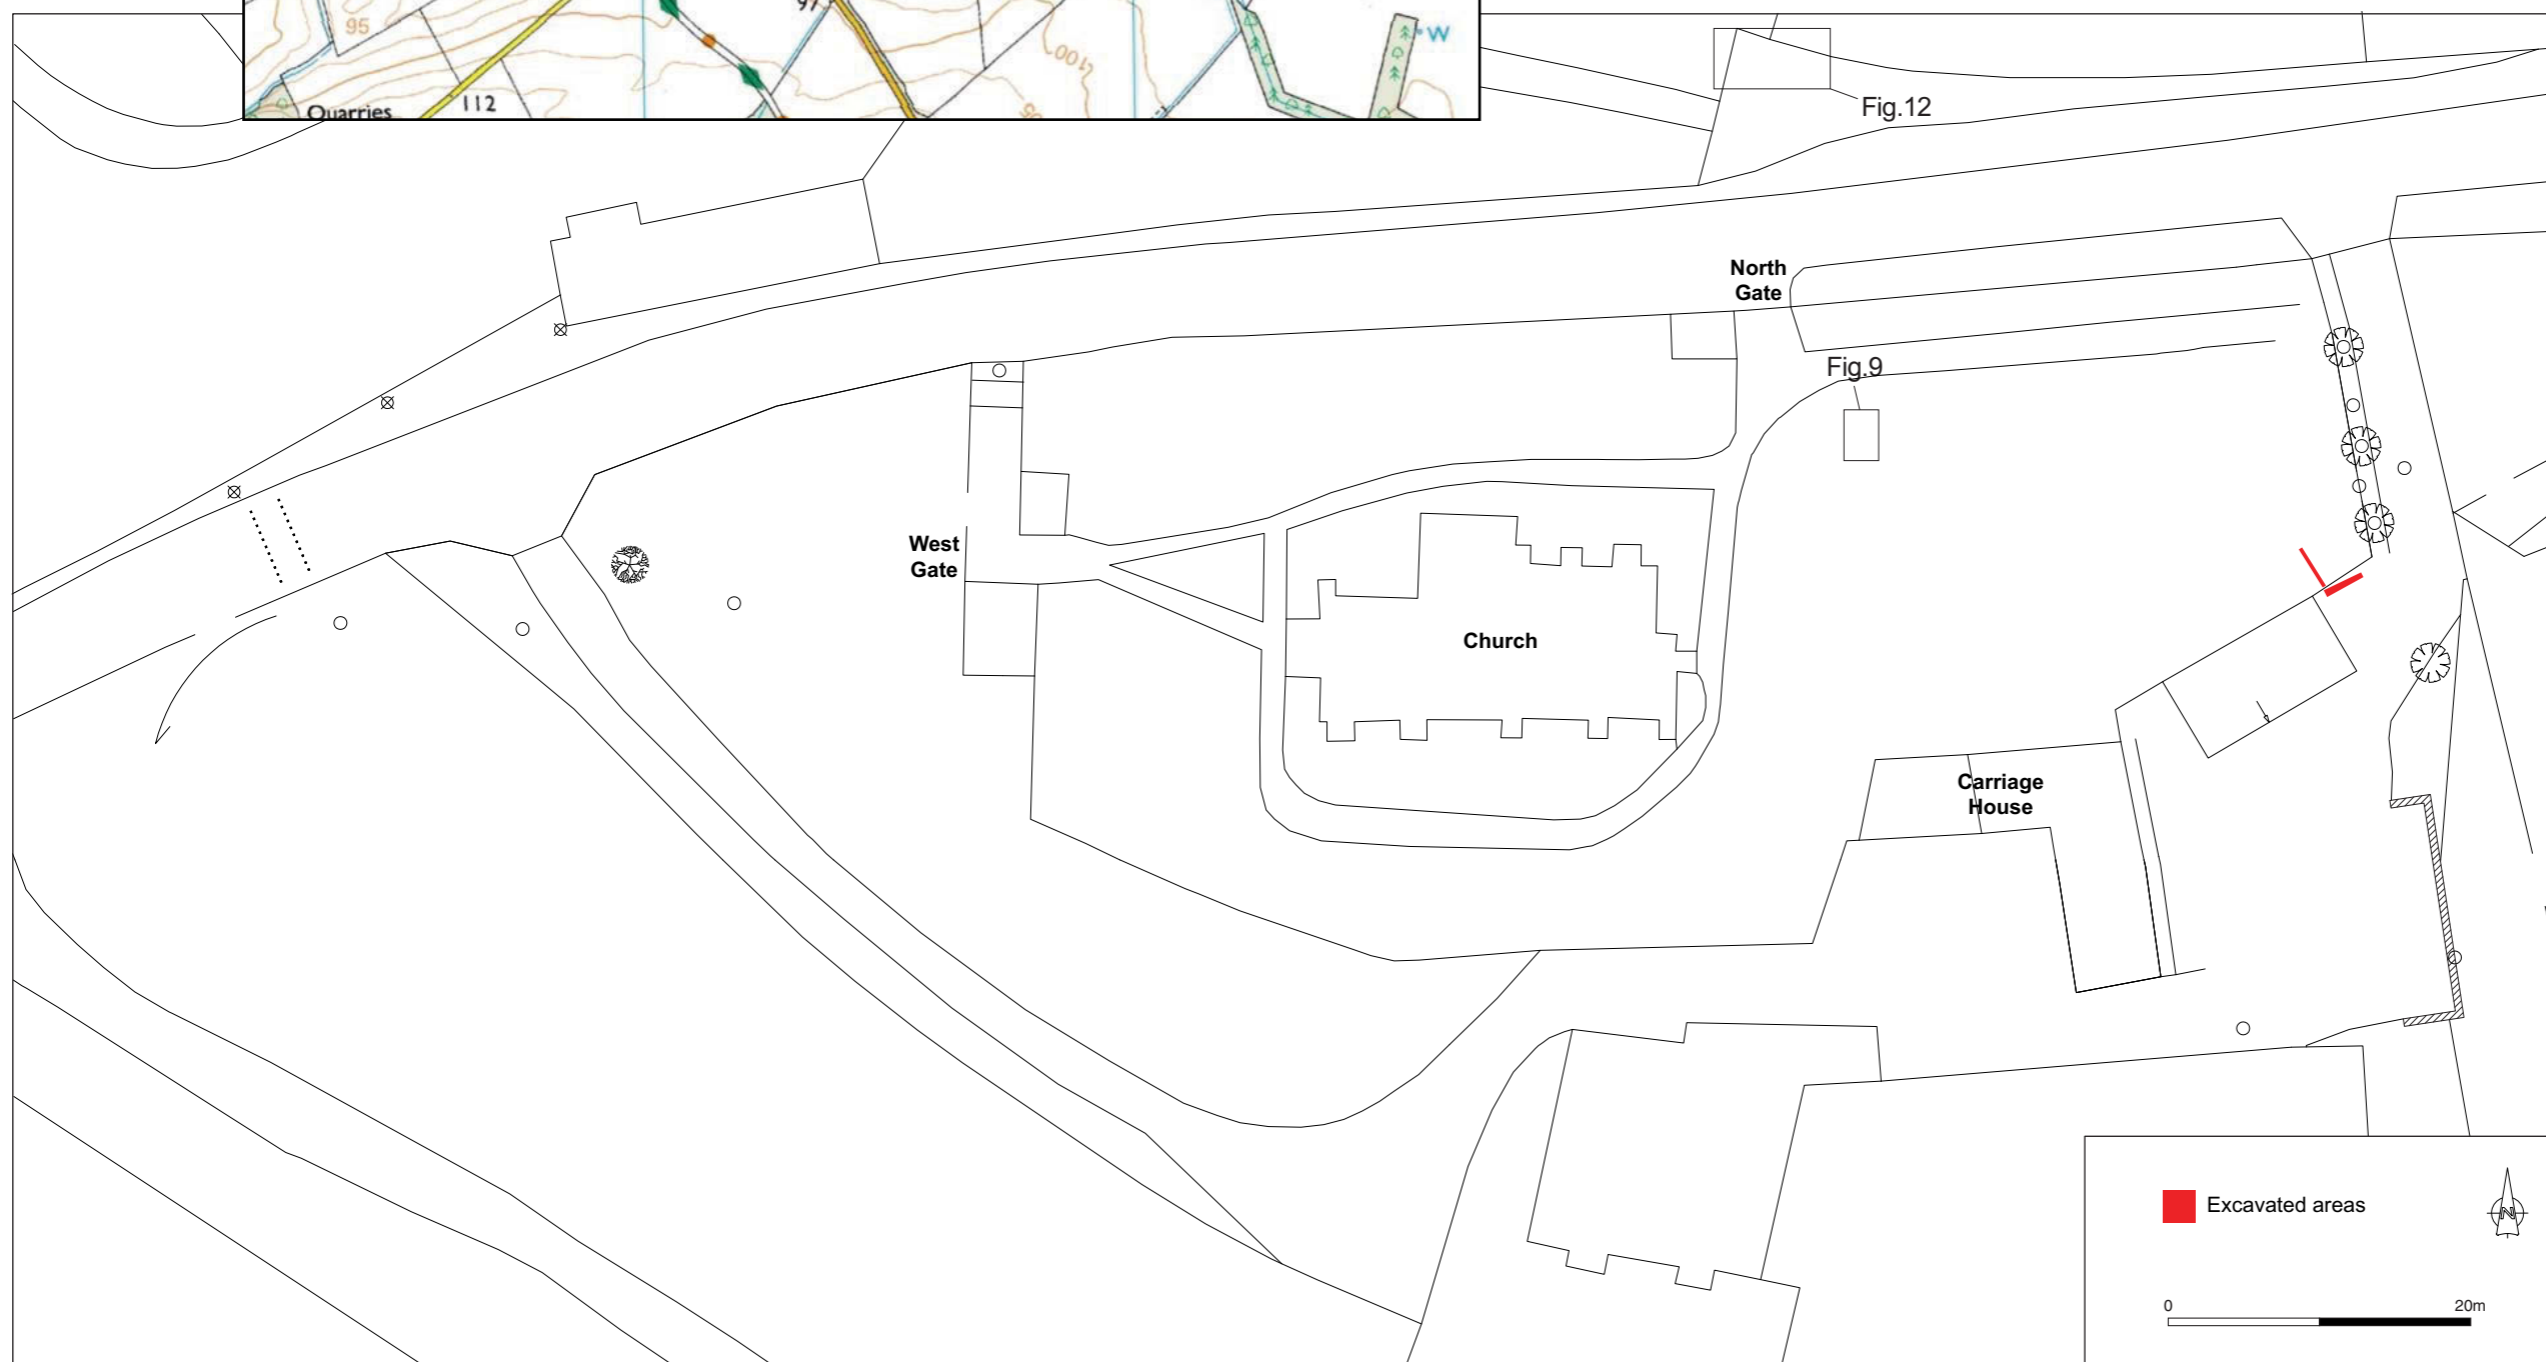 95
97
100
W
Quarries
112
Fig.12
North
Gate
Fig.9
West
Gate
Church
Carriage
House
Excavated areas
N
0
20m